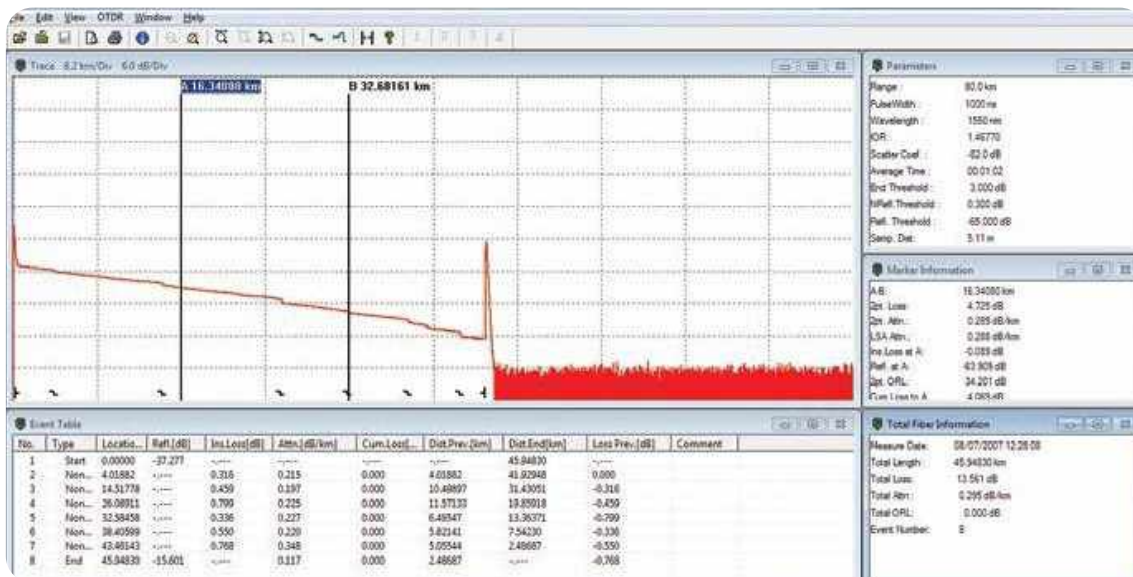 Edit View OTDR Window Help
Trace 8.2 km/Div 6.0 dB/Div
A 16.34080 km
B 32.68161 km
Parameters
Range : 80.0 km
PulseWidth : 1000 ns
Wavelength : 1550 nm
IOR : 1.46770
Scatter Coef. : -82.0 dB
Average Time : 00:01:02
End Threshold : 3.000 dB
NRefl. Threshold : 0.300 dB
Refl. Threshold : -65.000 dB
Samp. Dist: 5.11 m
Marker Information
A-B: 16.34080 km
2pt. Loss: 4.725 dB
2pt. Attn.: dB/km
LSA Attn.: dB/km
Ins.Loss at A: -0.089 dB
Refl. at A: dB
2pt. ORL: 34.201 dB
Cum.Loss to A
Event Table
No. Type Locatio... Refl.[dB] Ins.Loss[dB] Attn.[dB/km] Cum.Loss[... Dist.Prev.[km] Dist.End[km] Loss Prev.[dB] Comment
1 Start 0.00000 -37.277 -.---- -.---- -.---- -.---- 45.94830 -.----
2 Non... 4.01882 -.---- 0.316 0.215 0.000 4.01882 41.92948 0.000
3 Non... 14.51778 -.---- 0.459 0.197 0.000 10.49897 31.43051 -0.316
4 Non... 26.08911 -.---- 0.799 0.225 0.000 11.57133 19.85918 -0.459
5 Non... 32.58458 -.---- 0.336 0.227 0.000 6.49547 13.36371 -0.799
6 Non... 38.40599 -.---- 0.550 0.220 0.000 5.82141 7.54230 -0.336
7 Non... 43.46143 -.---- 0.768 0.348 0.000 5.05544 2.48687 -0.550
8 End 45.94830 -15.601 -.---- 0.117 0.000 2.48687 -.---- -0.768
Total Fiber Information
Measure Date: 08/07/2007 12:28:08
Total Length: 45.94830 km
Total Loss: 13.561 dB
Total Attn: 0.295 dB/km
Total ORL: 0.000 dB
Event Number: 8